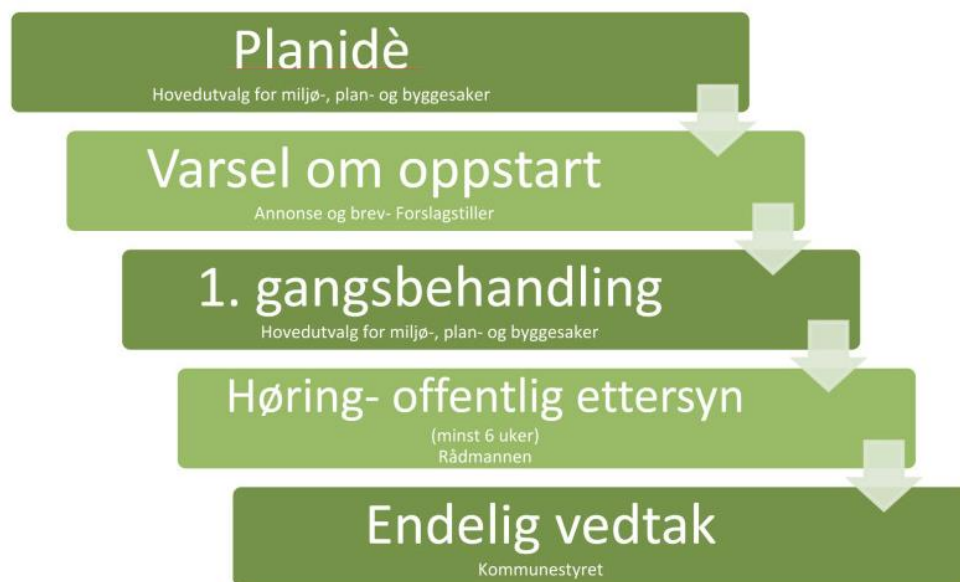 Planidè
Hovedutvalg for miljø-, plan- og byggesaker
Varsel om oppstart
Annonse og brev- Forslagstiller
1. gangsbehandling
Hovedutvalg for miljø-, plan- og byggesaker
Høring- offentlig ettersyn
(minst 6 uker)
Rådmannen
Endelig vedtak
Kommunestyret